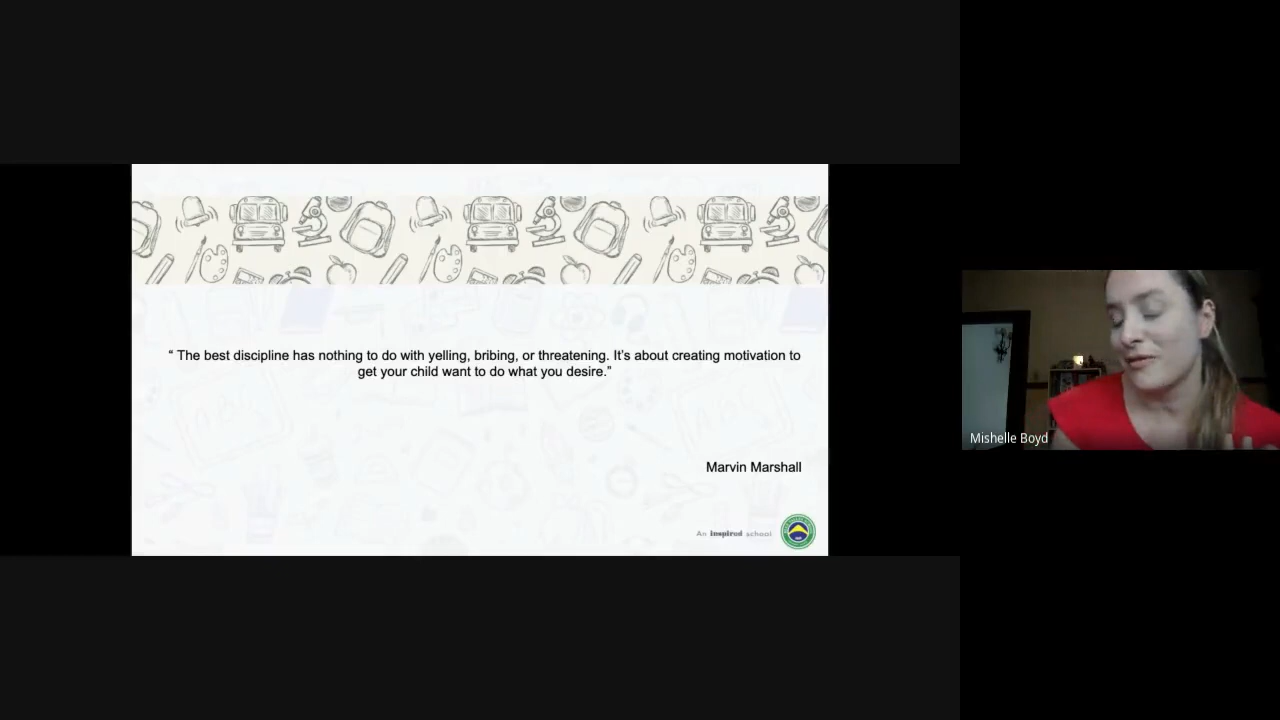 “ The best discipline has nothing to do with yelling, bribing, or threatening. It’s about creating motivation to
get your child want to do what you desire.”
Marvin Marshall
An inspired school
Mishelle Boyd